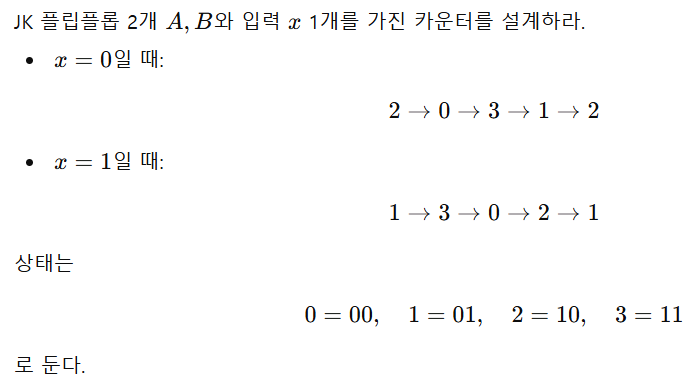 JK 플립플롭 2개 A, B와 입력 x 1개를 가진 카운터를 설계하라.
• x = 0일 때:
2 → 0 → 3 → 1 → 2
• x = 1일 때:
1 → 3 → 0 → 2 → 1
상태는
0 = 00, 1 = 01, 2 = 10, 3 = 11
로 둔다.